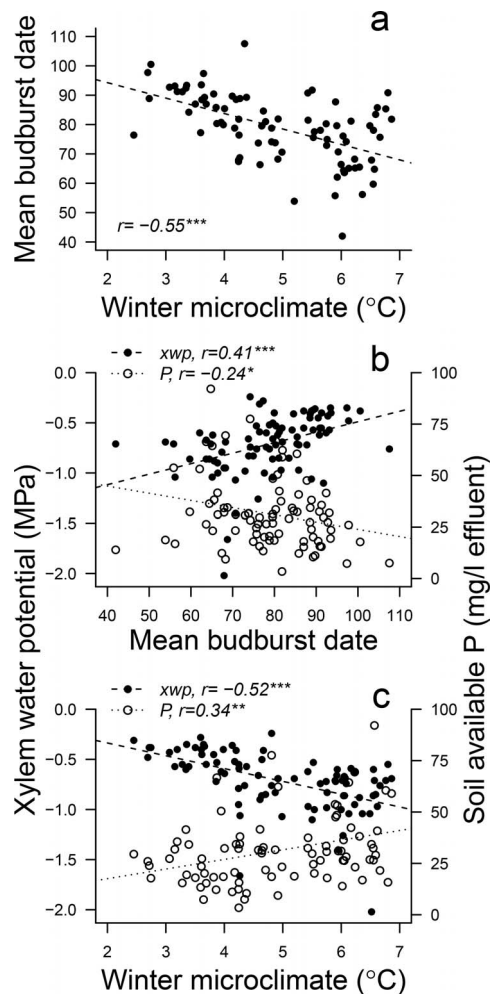 a
Mean budburst date
110
100
90
80
70
60
50
40
r= −0.55***
2 3 4 5 6 7
Winter microclimate (°C)
b
xwp, r=0.41***
P, r= −0.24*
0.0
−0.5
−1.0
−1.5
−2.0
100
75
50
25
0
40 50 60 70 80 90 100 110
Mean budburst date
Xylem water potential (MPa)
Soil available P (mg/l effluent)
c
xwp, r= −0.52***
P, r=0.34**
0.0
−0.5
−1.0
−1.5
−2.0
100
75
50
25
0
2 3 4 5 6 7
Winter microclimate (°C)